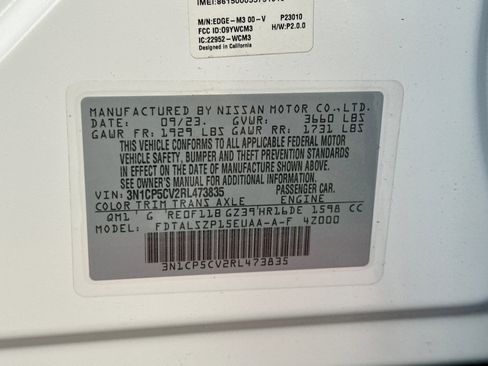 M/N:EDGE-M3 00-V P23010
FCC ID:O9YWCM3 H/W:P2.0.0
IC:22952-WCM3
Designed in California
MANUFACTURED BY NISSAN MOTOR CO.,LTD.
DATE: 09/23. GVWR: 3660 LBS
GAWR FR: 1929 LBS GAWR RR: 1731 LBS
THIS VEHICLE CONFORMS TO ALL APPLICABLE FEDERAL MOTOR
VEHICLE SAFETY, BUMPER AND THEFT PREVENTION STANDARDS
IN EFFECT ON THE DATE OF MANUFACTURE SHOWN ABOVE.
SEE OWNER'S MANUAL OR DEALER FOR ADDITIONAL INFORMATION.
VIN: 3N1CP5CV2RL473835 PASSENGER CAR.
COLOR TRIM TRANS AXLE ENGINE
QM1 G RE0F11B GZ39 HR16DE 1598 CC
MODEL: FDTALSZP15EUAA-A-F 4Z000
3N1CP5CV2RL473835